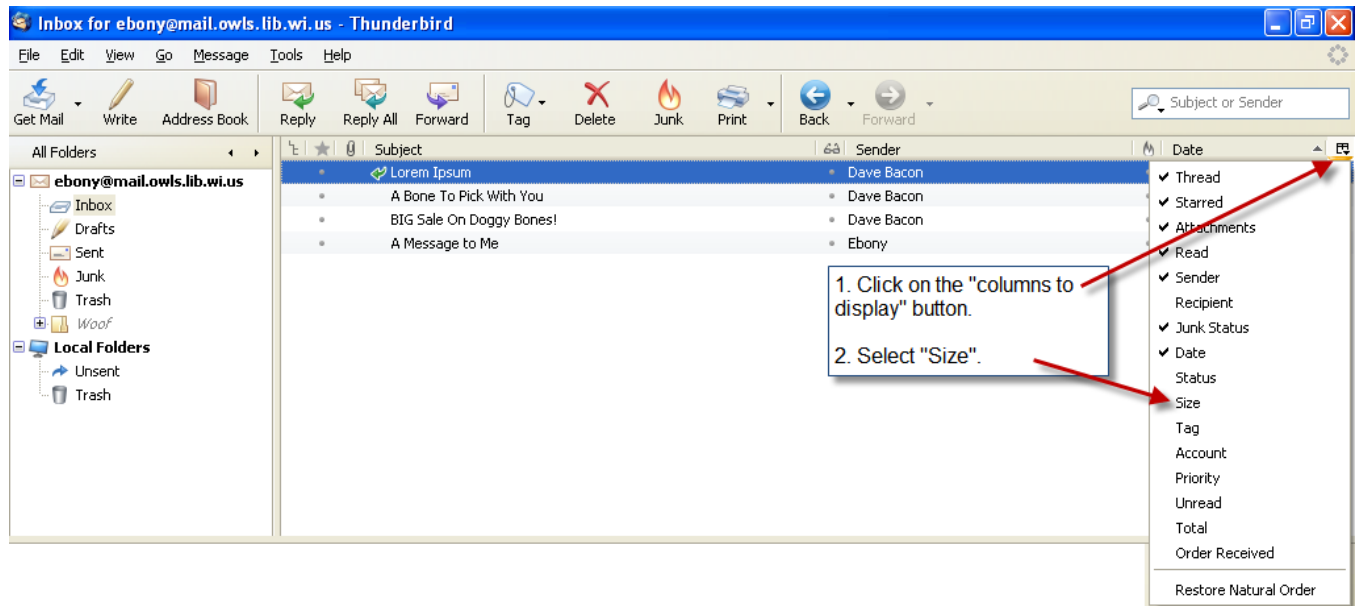 Inbox for ebony@mail.owls.lib.wi.us - Thunderbird
File Edit View Go Message Tools Help
Get Mail Write Address Book Reply Reply All Forward Tag Delete Junk Print Back Forward Subject or Sender
All Folders
Subject Sender Date
ebony@mail.owls.lib.wi.us
Inbox
Drafts
Sent
Junk
Trash
Woof
Local Folders
Unsent
Trash
Lorem Ipsum Dave Bacon
A Bone To Pick With You Dave Bacon
BIG Sale On Doggy Bones! Dave Bacon
A Message to Me Ebony
1. Click on the "columns to
display" button.
2. Select "Size".
Thread
Starred
Attachments
Read
Sender
Recipient
Junk Status
Date
Status
Size
Tag
Account
Priority
Unread
Total
Order Received
Restore Natural Order